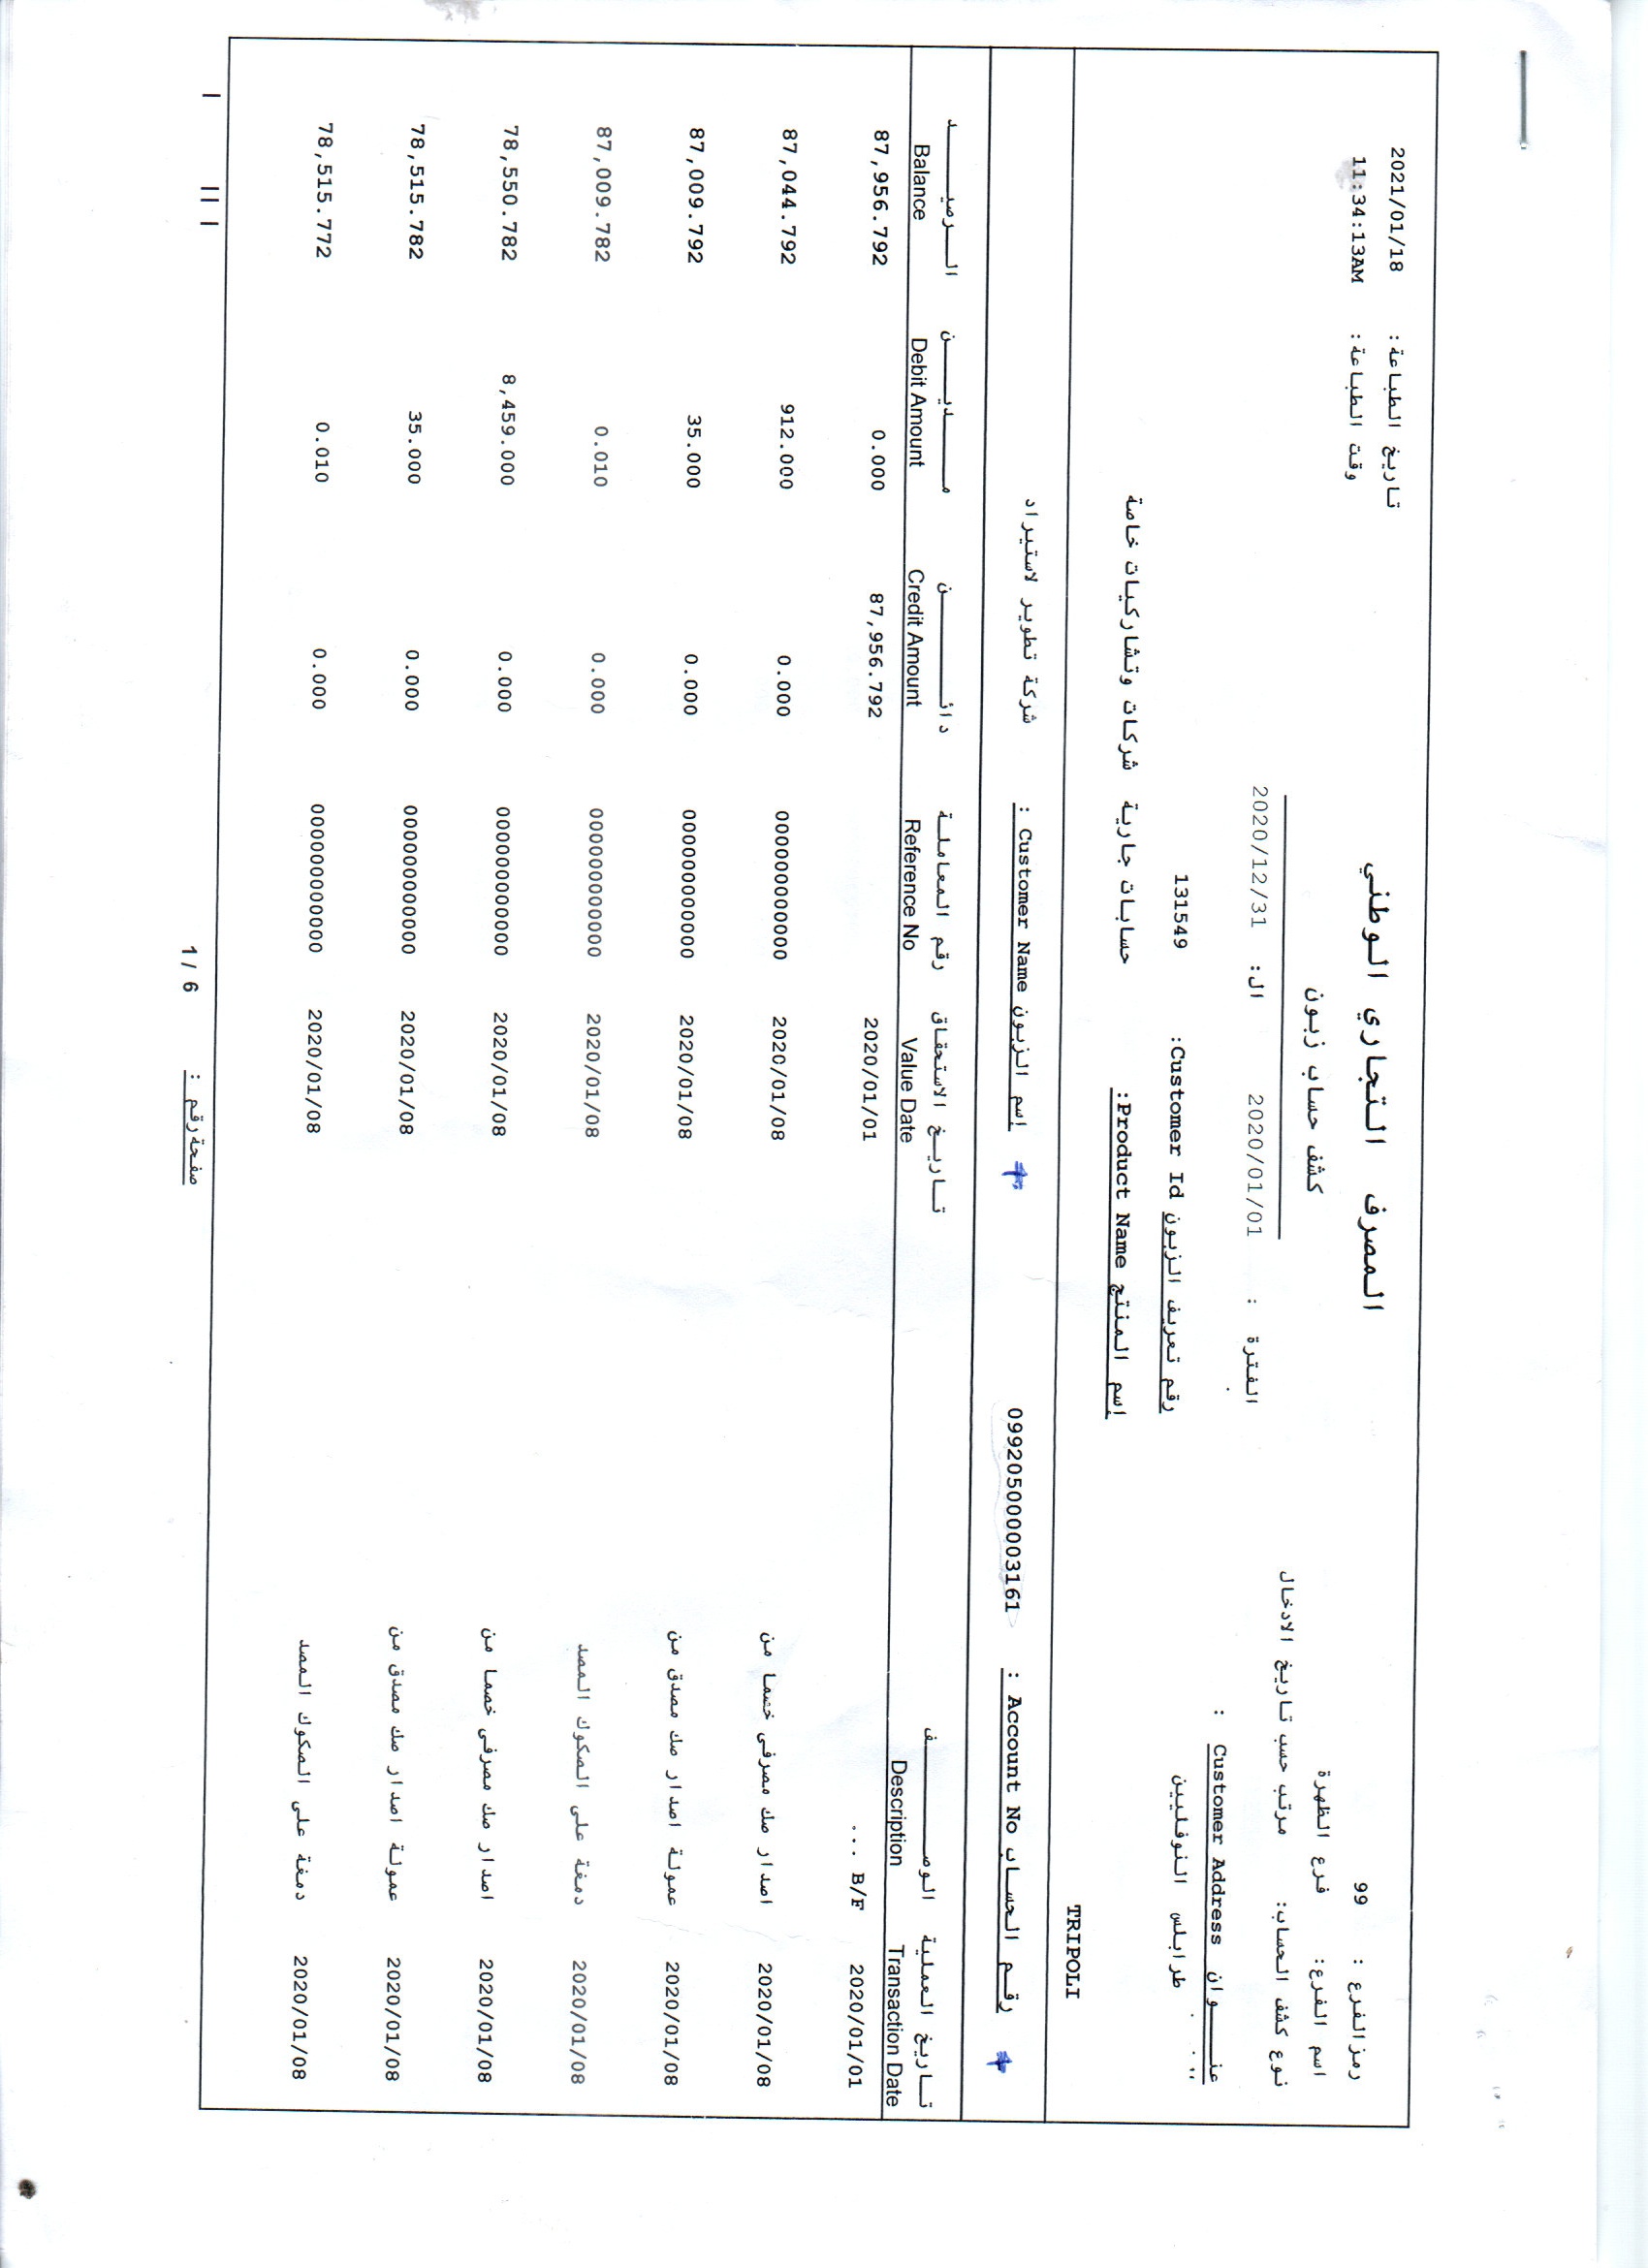 المصرف التجاري الوطني
كشف حساب زبون
رمزالفرع : 99
اسم الفرع: فرع الظهرة
نوع كشف الحساب: مرتب حسب تاريخ الادخال
تاريخ الطباعة: 2021/01/18
وقت الطباعة: 11:34:13AM
الفترة : 2020/01/01 ال: 2020/12/31
عنــــوان Customer Address :
طرابلس النوفليين
رقم تعريف الزبون Customer Id: 131549
إسم المنتج Product Name: حسابات جارية شركات وتشاركيات خاصة
TRIPOLI
رقم الحساب Account No : 099205000003161
إسم الزبون Customer Name : شركة تطوير لاستيراد
تاريخ العملية الوصف تاريخ الاستحقاق رقم المعاملة دائن مدين الرصيد
Transaction Date Description Value Date Reference No Credit Amount Debit Amount Balance
2020/01/01 B/F ... 2020/01/01 87,956.792 0.000 87,956.792
2020/01/08 اصدار صك مصرفى خصما من 2020/01/08 000000000000 0.000 912.000 87,044.792
2020/01/08 عمولة اصدار صك مصدق من 2020/01/08 000000000000 0.000 35.000 87,009.792
2020/01/08 دمغة على الصكوك المصد 2020/01/08 000000000000 0.000 0.010 87,009.782
2020/01/08 اصدار صك مصرفى خصما من 2020/01/08 000000000000 0.000 8,459.000 78,550.782
2020/01/08 عمولة اصدار صك مصدق من 2020/01/08 000000000000 0.000 35.000 78,515.782
2020/01/08 دمغة على الصكوك المصد 2020/01/08 000000000000 0.000 0.010 78,515.772
صفحةرقم : 1 / 6